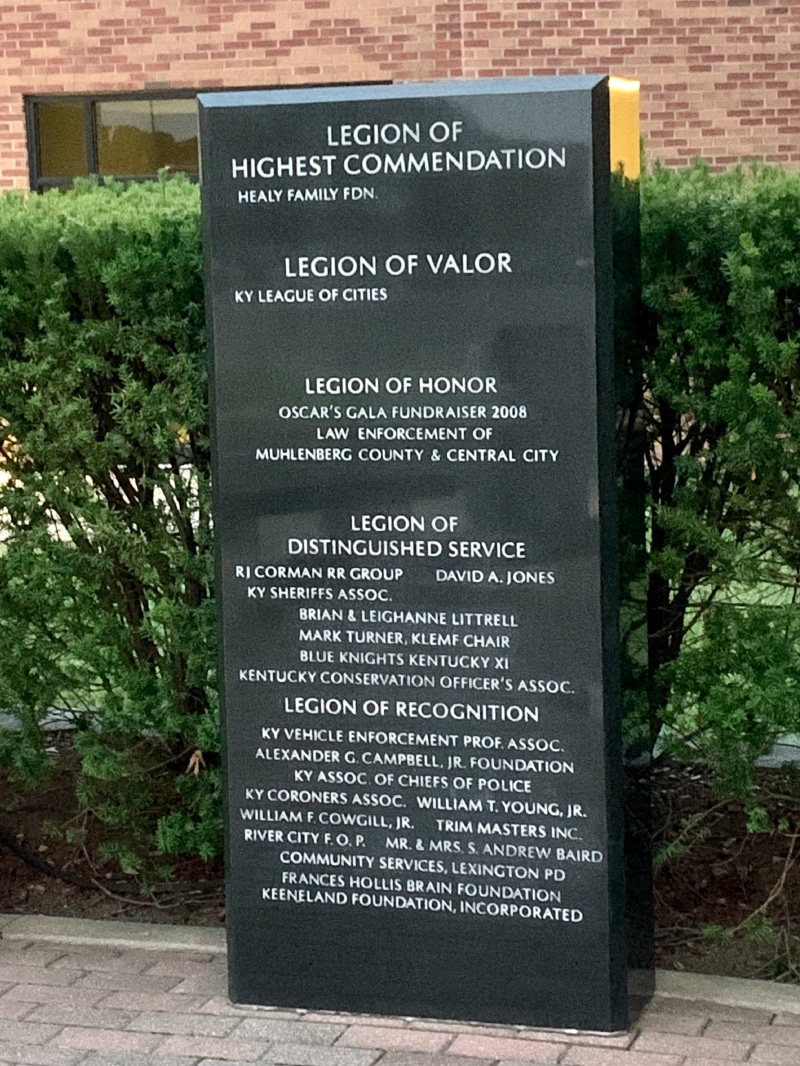 LEGION OF
HIGHEST COMMENDATION
HEALY FAMILY FDN.
LEGION OF VALOR
KY LEAGUE OF CITIES
LEGION OF HONOR
OSCAR'S GALA FUNDRAISER 2008
LAW ENFORCEMENT OF
MUHLENBERG COUNTY & CENTRAL CITY
LEGION OF
DISTINGUISHED SERVICE
RJ CORMAN RR GROUP DAVID A. JONES
KY SHERIFFS ASSOC.
BRIAN & LEIGHANNE LITTRELL
MARK TURNER, KLEMF CHAIR
BLUE KNIGHTS KENTUCKY XI
KENTUCKY CONSERVATION OFFICER'S ASSOC.
LEGION OF RECOGNITION
KY VEHICLE ENFORCEMENT PROF. ASSOC.
ALEXANDER G. CAMPBELL, JR. FOUNDATION
KY ASSOC. OF CHIEFS OF POLICE
KY CORONERS ASSOC. WILLIAM T. YOUNG, JR.
WILLIAM F. COWGILL, JR. TRIM MASTERS INC.
RIVER CITY F. O. P. MR. & MRS. S. ANDREW BAIRD
COMMUNITY SERVICES, LEXINGTON PD
FRANCES HOLLIS BRAIN FOUNDATION
KEENELAND FOUNDATION, INCORPORATED